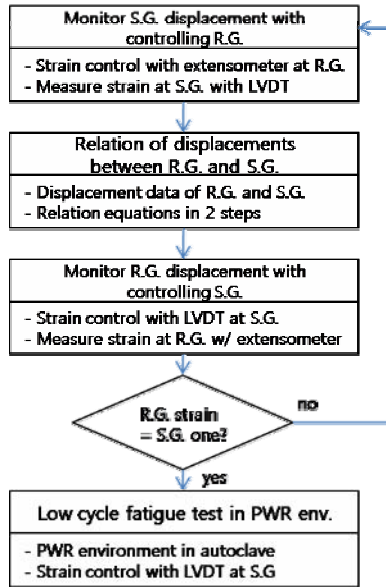 Monitor S.G. displacement with
controlling R.G.
- Strain control with extensometer at R.G.
- Measure strain at S.G. with LVDT
Relation of displacements
between R.G. and S.G.
- Displacement data of R.G. and S.G.
- Relation equations in 2 steps
Monitor R.G. displacement with
controlling S.G.
- Strain control with LVDT at S.G.
- Measure strain at R.G. w/ extensometer
R.G. strain
= S.G. one?
no
yes
Low cycle fatigue test in PWR env.
- PWR environment in autoclave
- Strain control with LVDT at S.G